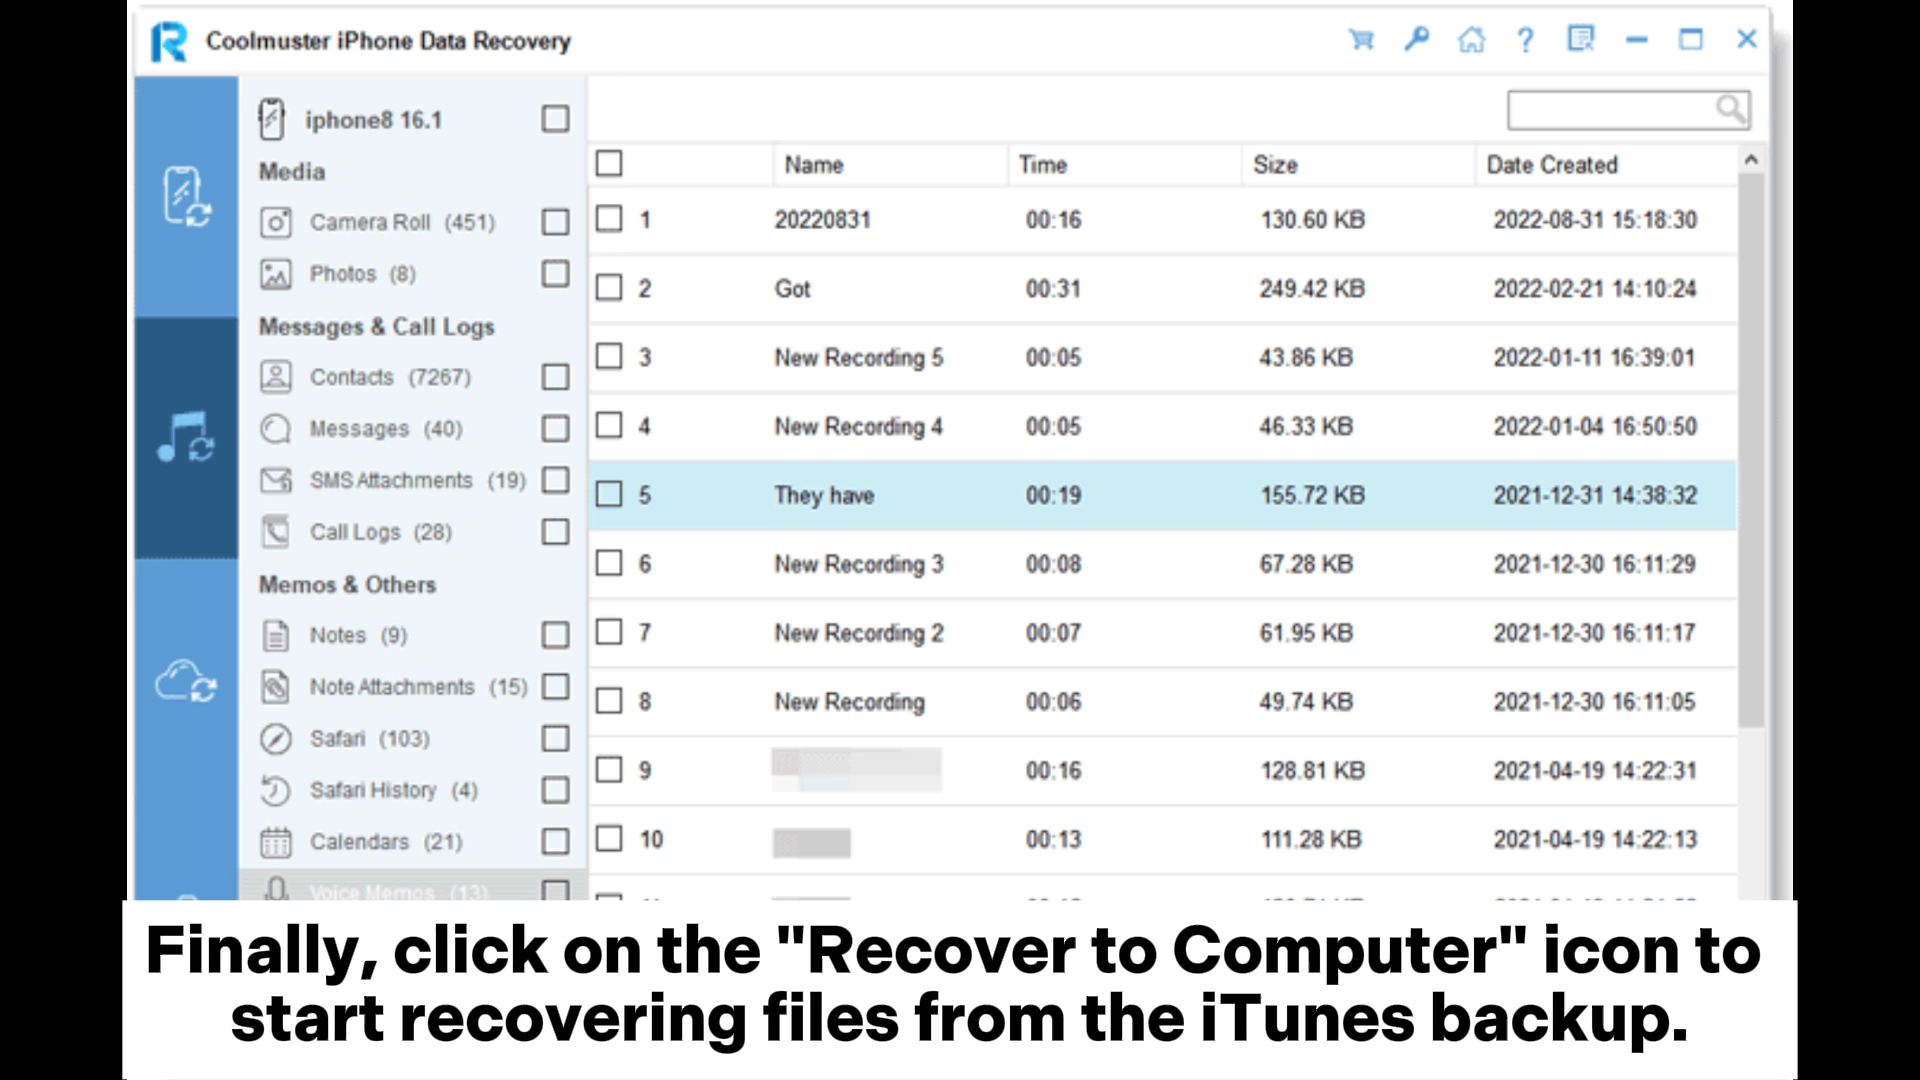 Coolmuster iPhone Data Recovery
iphone8 16.1
Media
Camera Roll (451)
Photos (8)
Messages & Call Logs
Contacts (7267)
Messages (40)
SMS Attachments (19)
Call Logs (28)
Memos & Others
Notes (9)
Note Attachments (15)
Safari (103)
Safari History (4)
Calendars (21)
Voice Memos (13)
Name Time Size Date Created
1 20220831 00:16 130.60 KB 2022-08-31 15:18:30
2 Got 00:31 249.42 KB 2022-02-21 14:10:24
3 New Recording 5 00:05 43.86 KB 2022-01-11 16:39:01
4 New Recording 4 00:05 46.33 KB 2022-01-04 16:50:50
5 They have 00:19 155.72 KB 2021-12-31 14:38:32
6 New Recording 3 00:08 67.28 KB 2021-12-30 16:11:29
7 New Recording 2 00:07 61.95 KB 2021-12-30 16:11:17
8 New Recording 00:06 49.74 KB 2021-12-30 16:11:05
9 00:16 128.81 KB 2021-04-19 14:22:31
10 00:13 111.28 KB 2021-04-19 14:22:13
Finally, click on the "Recover to Computer" icon to
start recovering files from the iTunes backup.